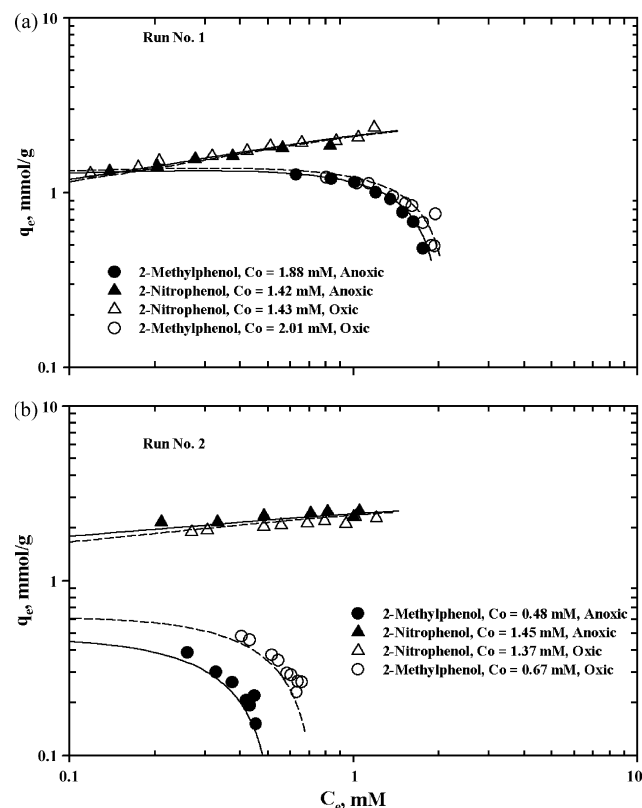 (a)
10
Run No. 1
qe, mmol/g
1
2-Methylphenol, Co = 1.88 mM, Anoxic
2-Nitrophenol, Co = 1.42 mM, Anoxic
2-Nitrophenol, Co = 1.43 mM, Oxic
2-Methylphenol, Co = 2.01 mM, Oxic
0.1
(b)
10
Run No. 2
qe, mmol/g
1
2-Methylphenol, Co = 0.48 mM, Anoxic
2-Nitrophenol, Co = 1.45 mM, Anoxic
2-Nitrophenol, Co = 1.37 mM, Oxic
2-Methylphenol, Co = 0.67 mM, Oxic
0.1
0.1 1 10
Ce, mM